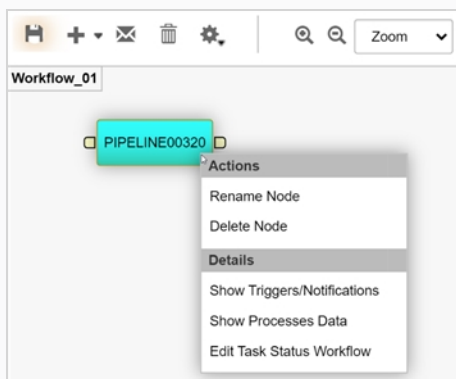 Zoom
Workflow_01
PIPELINE00320
Actions
Rename Node
Delete Node
Details
Show Triggers/Notifications
Show Processes Data
Edit Task Status Workflow